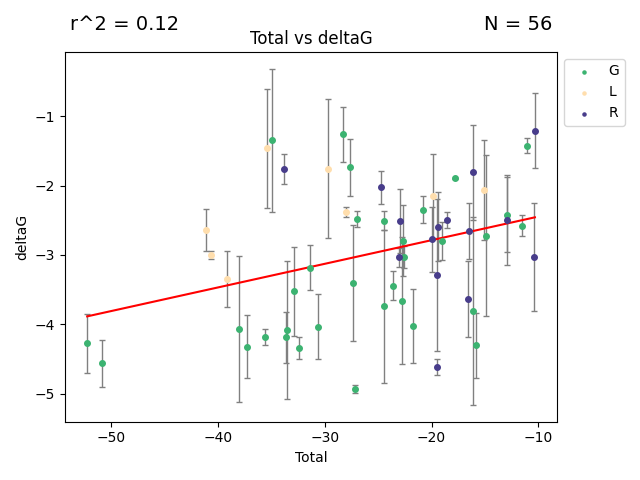 r^2 = 0.12
N = 56
Total vs deltaG
G
L
R
deltaG
−1
−2
−3
−4
−5
−50
−40
−30
−20
−10
Total